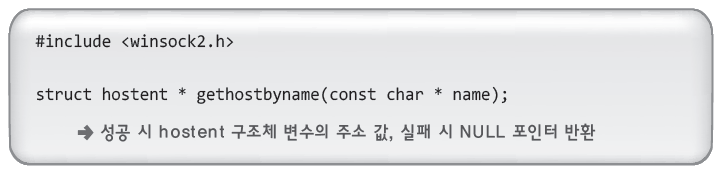 #include <winsock2.h>
struct hostent * gethostbyname(const char * name);
➔ 성공 시 hostent 구조체 변수의 주소 값, 실패 시 NULL 포인터 반환